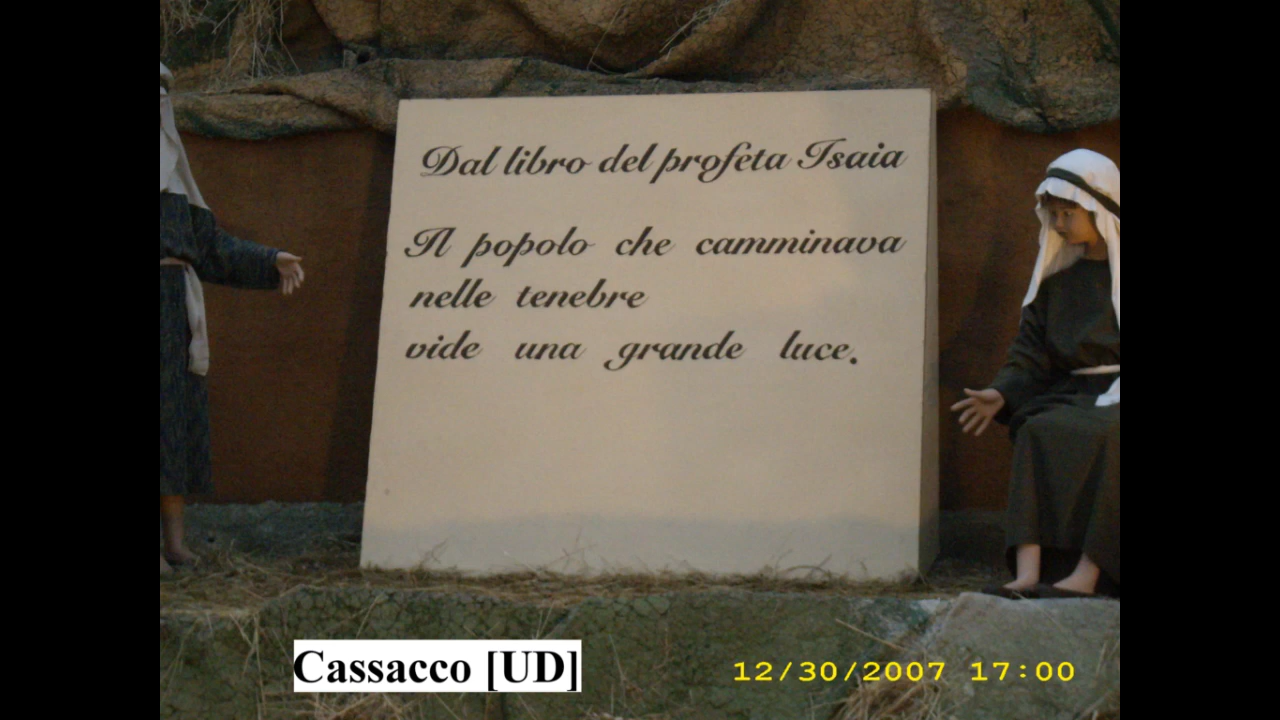 Dal libro del profeta Isaia
Il popolo che camminava
nelle tenebre
vide una grande luce.
Cassacco [UD]
12/30/2007 17:00